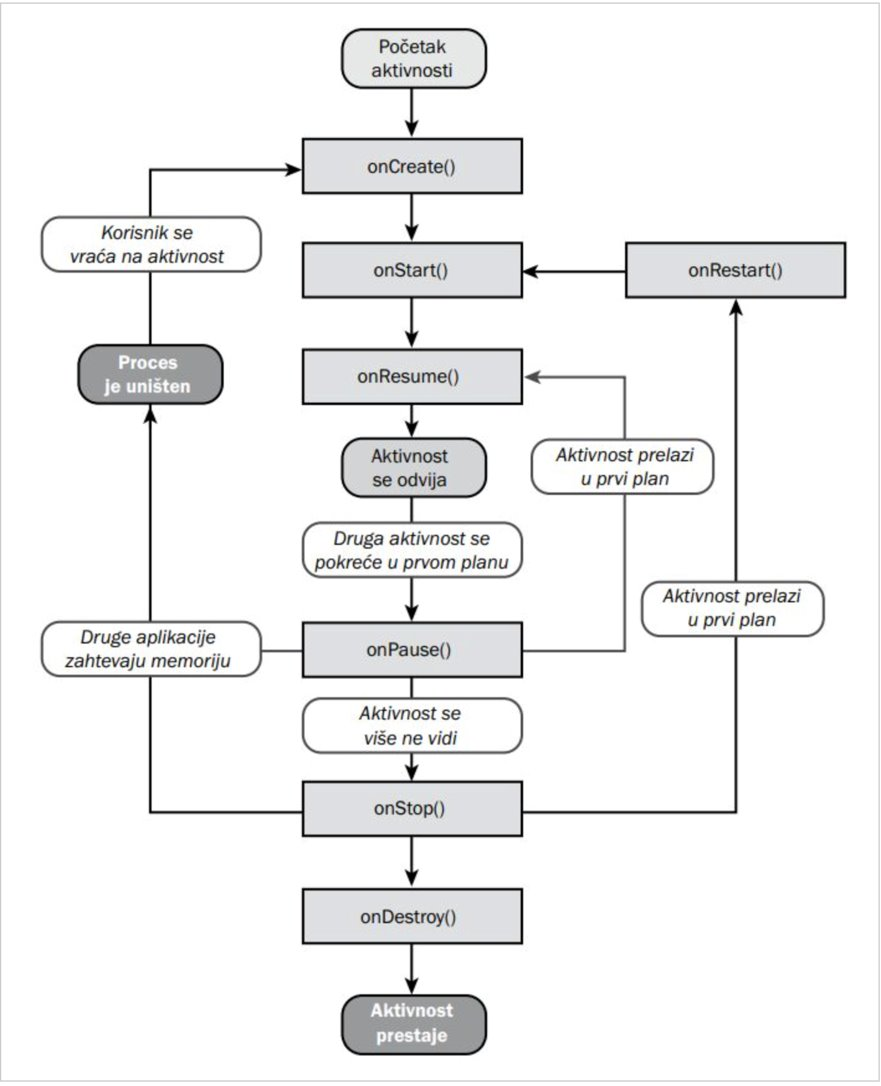 Početak
aktivnosti
onCreate()
Korisnik se
vraća na aktivnost
onStart()
onRestart()
Proces
je uništen
onResume()
Aktivnost
se odvija
Aktivnost prelazi
u prvi plan
Druga aktivnost se
pokreće u prvom planu
Aktivnost prelazi
u prvi plan
Druge aplikacije
zahtevaju memoriju
onPause()
Aktivnost se
više ne vidi
onStop()
onDestroy()
Aktivnost
prestaje